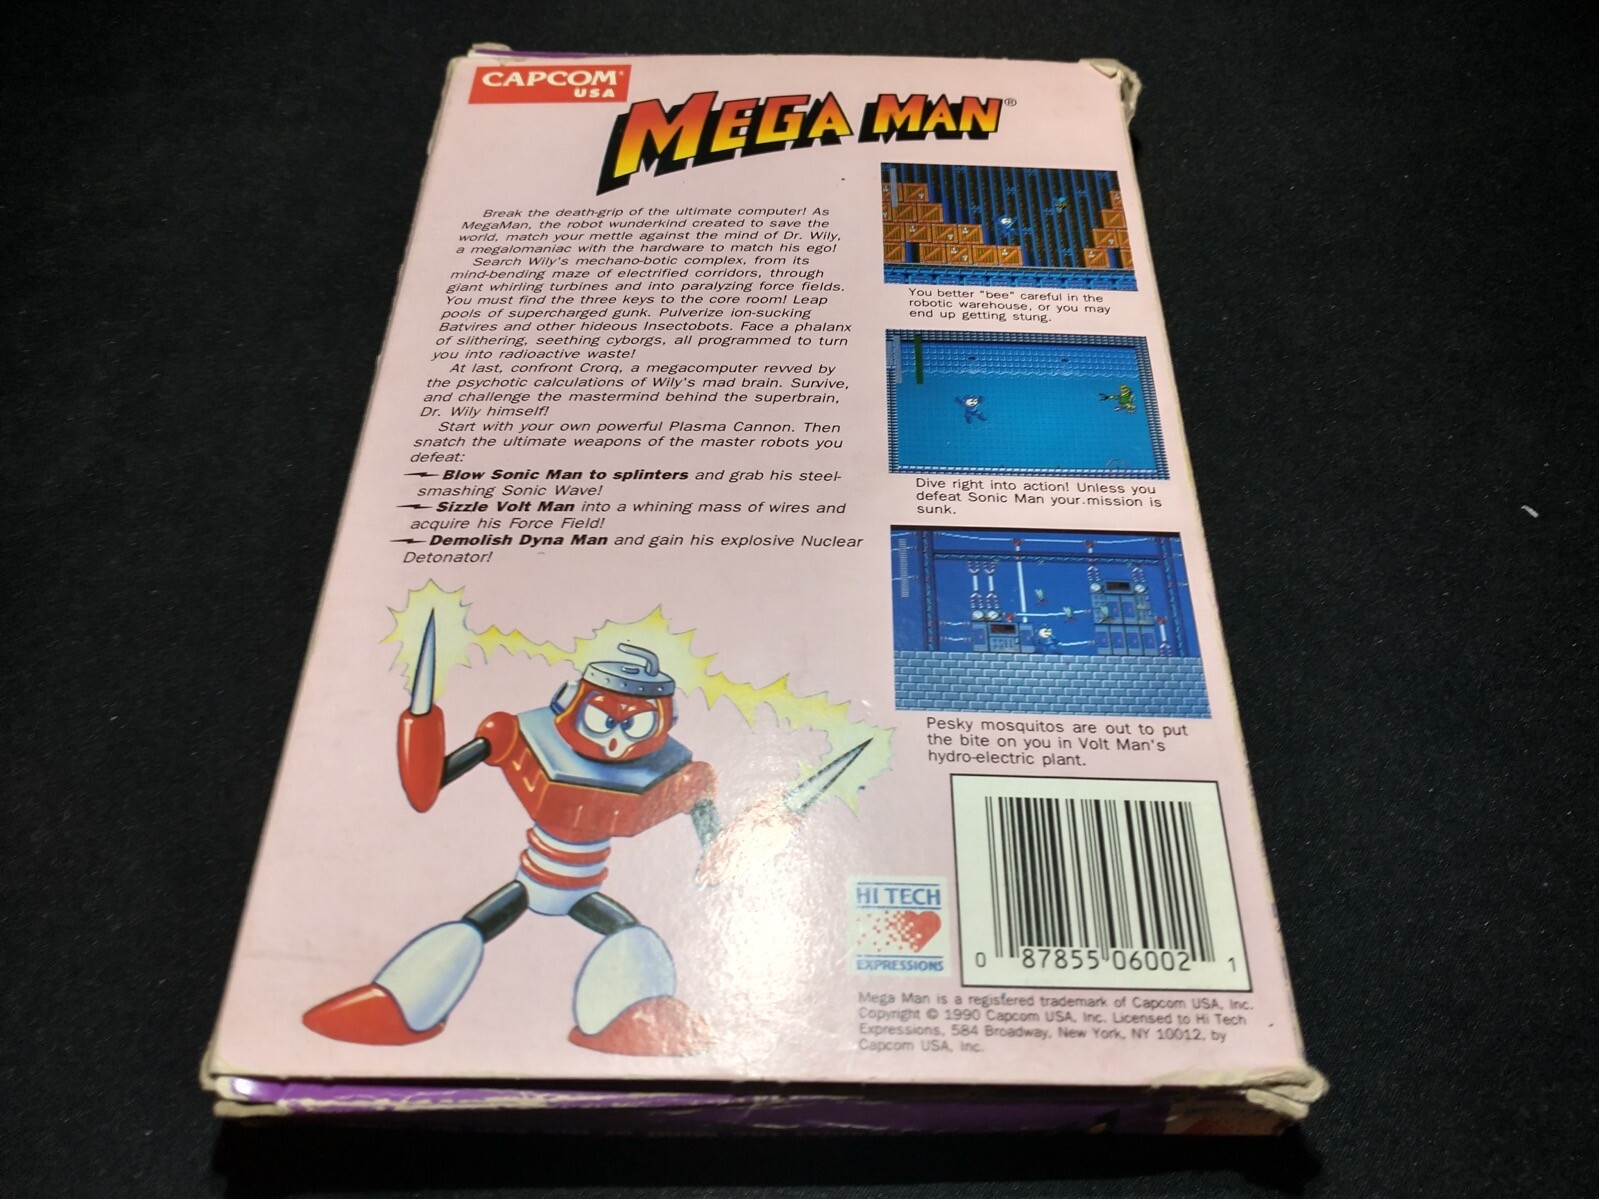 CAPCOM
USA
MEGA MAN®
Break the death-grip of the ultimate computer! As
MegaMan, the robot wunderkind created to save the
world, match your mettle against the mind of Dr. Wily,
a megalomaniac with the hardware to match his ego!
Search Wily's mechano-botic complex, from its
mind-bending maze of electrified corridors, through
giant whirling turbines and into paralyzing force fields.
You must find the three keys to the core room! Leap
pools of supercharged gunk. Pulverize ion-sucking
Batvires and other hideous Insectobots. Face a phalanx
of slithering, seething cyborgs, all programmed to turn
you into radioactive waste!
At last, confront Crorq, a megacomputer revved by
the psychotic calculations of Wily's mad brain. Survive,
and challenge the mastermind behind the superbrain,
Dr. Wily himself!
Start with your own powerful Plasma Cannon. Then
snatch the ultimate weapons of the master robots you
defeat:
Blow Sonic Man to splinters and grab his steel-
smashing Sonic Wave!
Sizzle Volt Man into a whining mass of wires and
acquire his Force Field!
Demolish Dyna Man and gain his explosive Nuclear
Detonator!
You better "bee" careful in the
robotic warehouse, or you may
end up getting stung.
Dive right into action! Unless you
defeat Sonic Man your mission is
sunk.
Pesky mosquitos are out to put
the bite on you in Volt Man's
hydro-electric plant.
HI TECH
EXPRESSIONS
0 87855 06002 1
Mega Man is a registered trademark of Capcom USA, Inc.
Copyright © 1990 Capcom USA, Inc. Licensed to Hi Tech
Expressions, 584 Broadway, New York, NY 10012, by
Capcom USA, Inc.